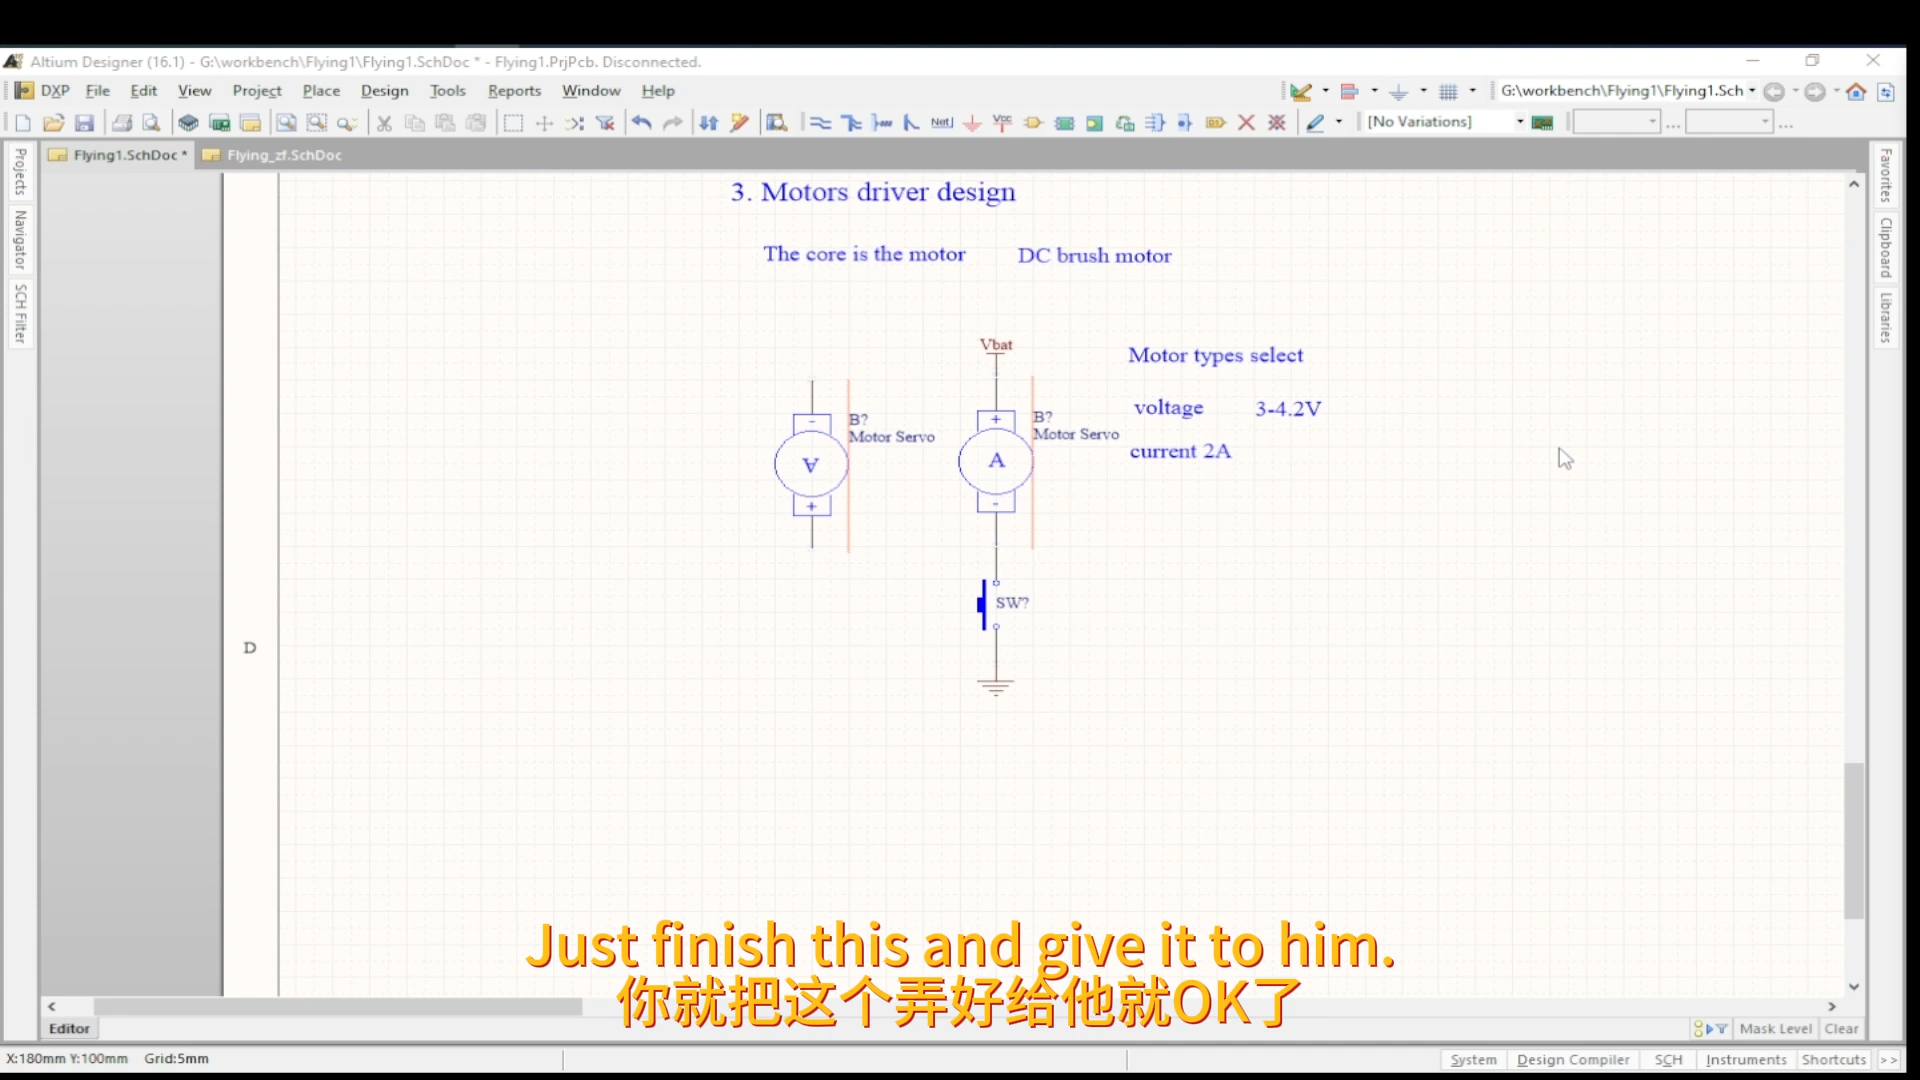 Altium Designer (16.1) - G:\workbench\Flying1\Flying1.SchDoc * - Flying1.PrjPcb. Disconnected.
DXP File Edit View Project Place Design Tools Reports Window Help
G:\workbench\Flying1\Flying1.Sch
Net
Vcc
[No Variations]
Flying1.SchDoc *
Flying_zf.SchDoc
Projects
Navigator
SCH Filter
Favorites
Clipboard
Libraries
3. Motors driver design
The core is the motor
DC brush motor
Vbat
Motor types select
voltage 3-4.2V
current 2A
-
B?
Motor Servo
A
+
+
B?
Motor Servo
A
-
SW?
D
Just finish this and give it to him.
你就把这个弄好给他就OK了
Editor
Mask Level
Clear
X:180mm Y:100mm Grid:5mm
System
Design Compiler
SCH
Instruments
Shortcuts
>>